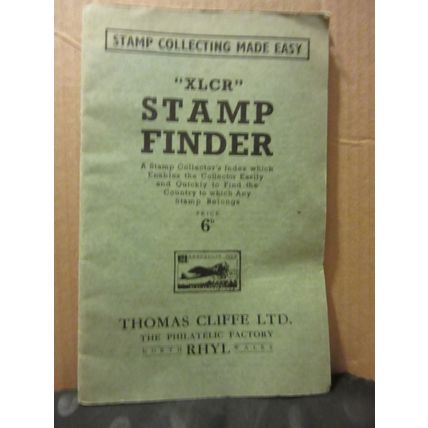 STAMP COLLECTING MADE EASY
"XLCR"
STAMP
FINDER
A Stamp Collector's Index which
Enables the Collector Easily
and Quickly to Find the
Country to which Any
Stamp Belongs
PRICE
6D
THOMAS CLIFFE LTD.
THE PHILATELIC FACTORY
NORTH RHYL WALES